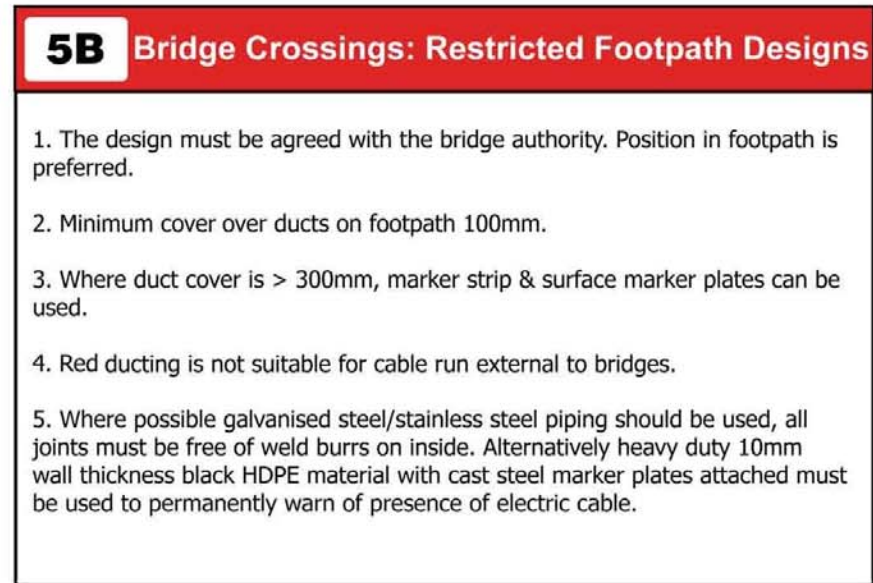 5B Bridge Crossings: Restricted Footpath Designs
1. The design must be agreed with the bridge authority. Position in footpath is
preferred.
2. Minimum cover over ducts on footpath 100mm.
3. Where duct cover is > 300mm, marker strip & surface marker plates can be
used.
4. Red ducting is not suitable for cable run external to bridges.
5. Where possible galvanised steel/stainless steel piping should be used, all
joints must be free of weld burrs on inside. Alternatively heavy duty 10mm
wall thickness black HDPE material with cast steel marker plates attached must
be used to permanently warn of presence of electric cable.